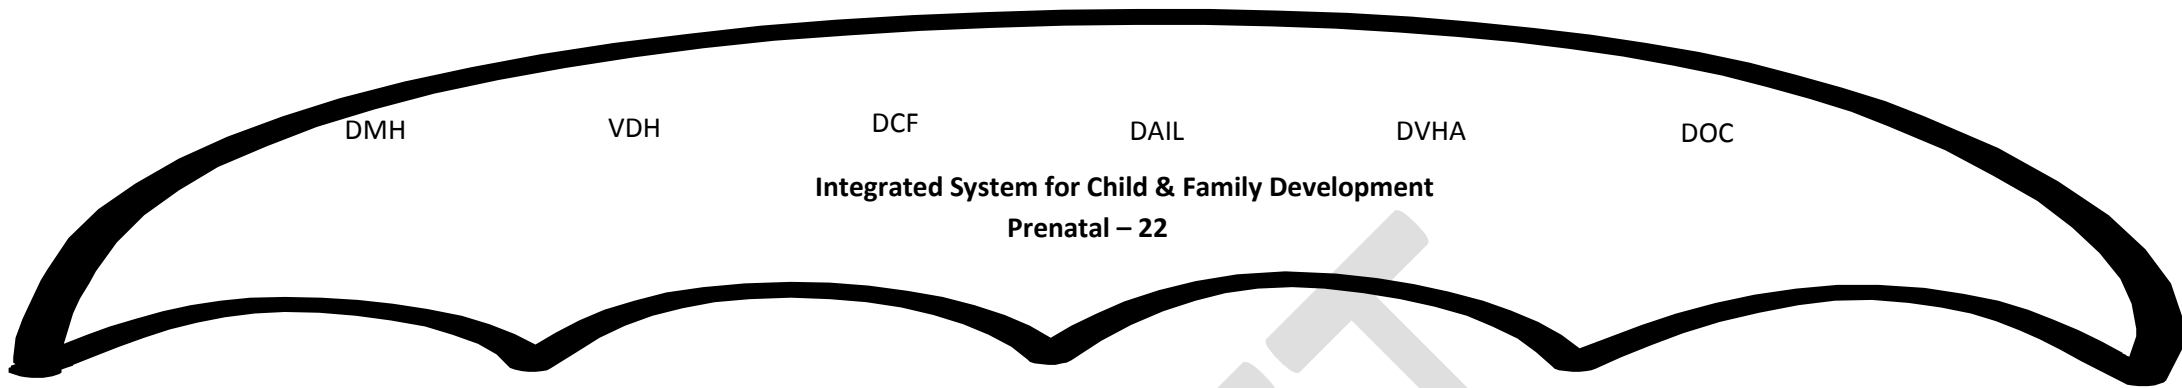 DMH VDH DCF DAIL DVHA DOC
Integrated System for Child & Family Development
Prenatal – 22